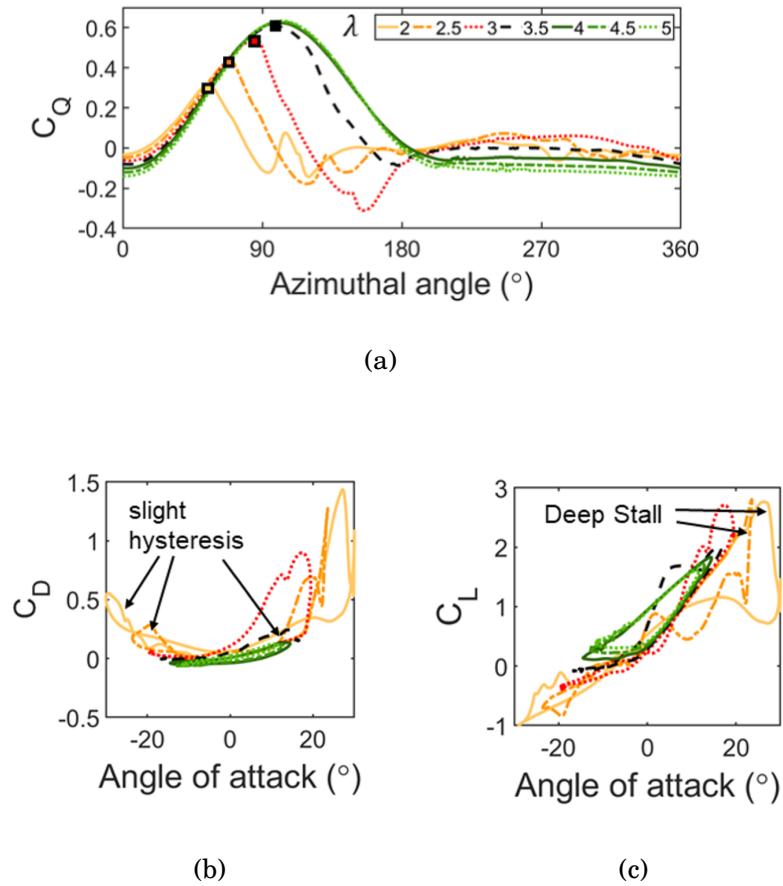 λ 2 2.5 3 3.5 4 4.5 5
0.6
0.4
0.2
0
-0.2
-0.4
C_Q
0 90 180 270 360
Azimuthal angle (°)
(a)
1.5
1
0.5
0
-0.5
C_D
slight
hysteresis
-20 0 20
Angle of attack (°)
(b)
3
2
1
0
-1
C_L
Deep Stall
-20 0 20
Angle of attack (°)
(c)